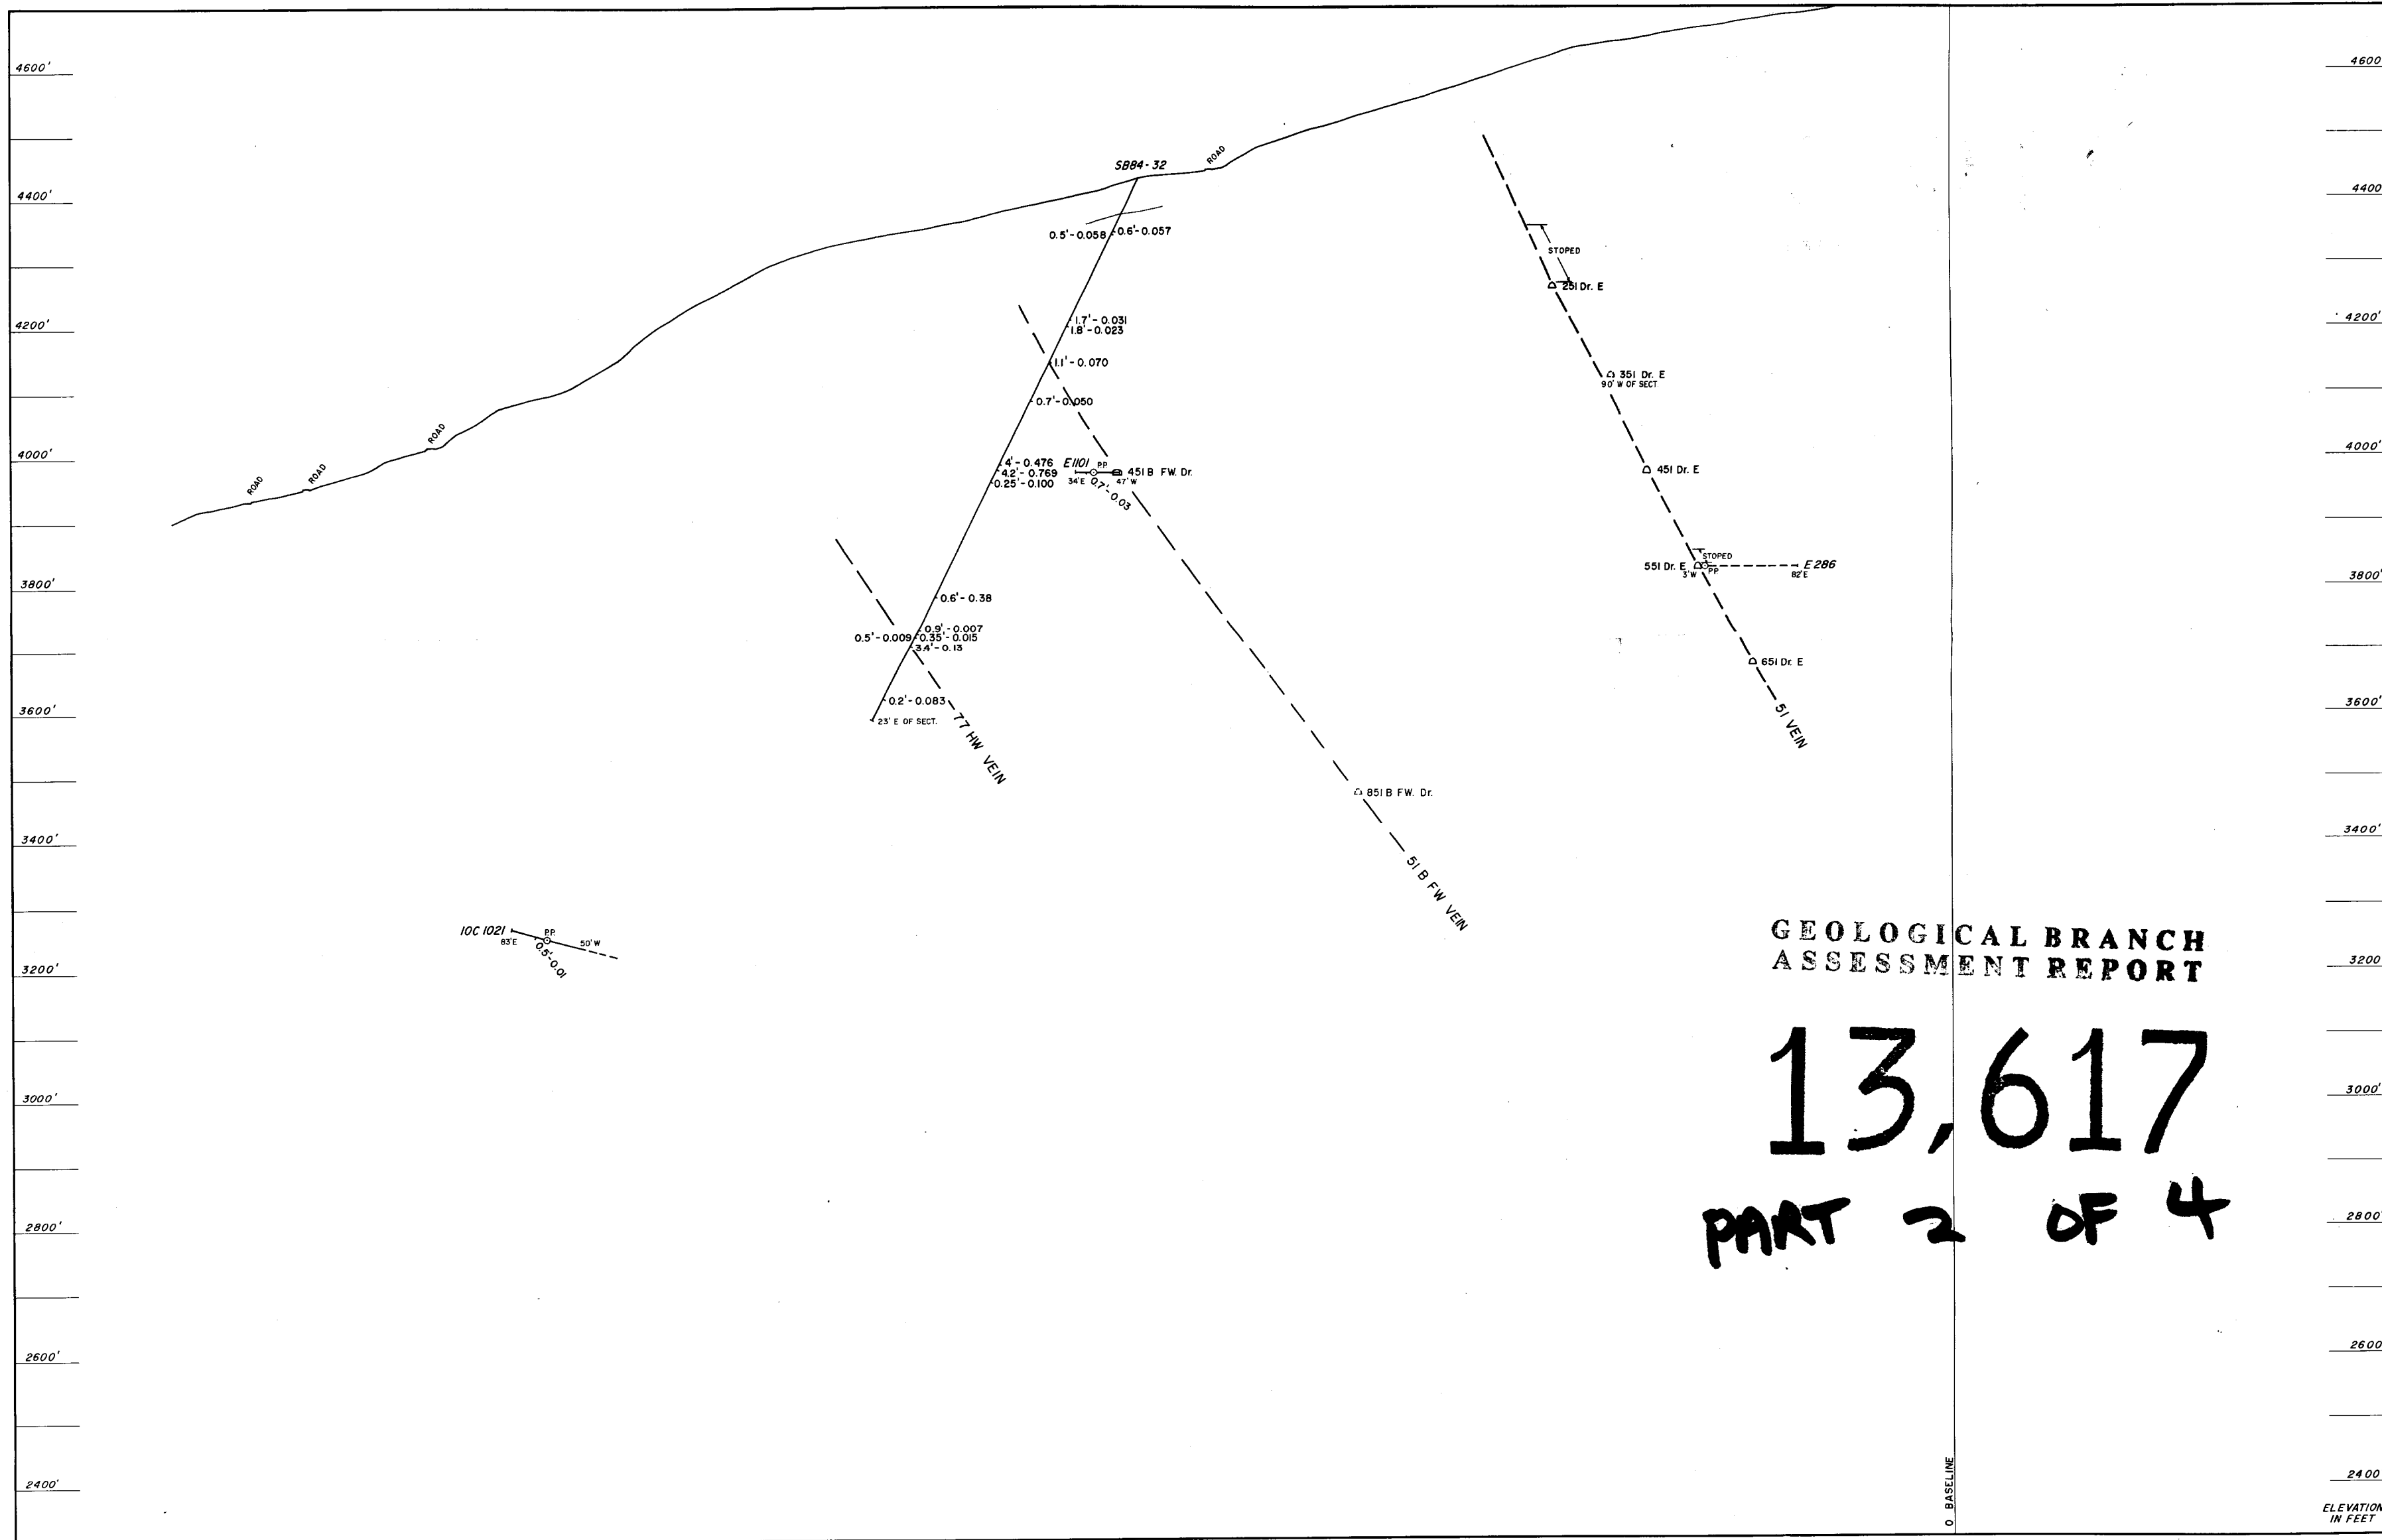 4600'
4400'
4200'
4000'
3800'
3600'
3400'
3200'
3000'
2800'
2600'
2400'
ROAD
ROAD
ROAD
SB84-32
ROAD
0.5'-0.058
0.6'-0.057
1.7'-0.031
1.8'-0.023
1.1'-0.070
0.7'-0.050
4'-0.476
4.2'-0.769
0.25'-0.100
E1101
P.P.
451 B FW. Dr.
34'E
47'W
0.7'-0.03
0.6'-0.38
0.9'-0.007
0.5'-0.009
0.35'-0.015
3.4'-0.13
0.2'-0.083
23' E OF SECT.
77 HW VEIN
851 B FW. Dr.
51 B FW VEIN
STOPED
251 Dr. E
351 Dr. E
90' W OF SECT
451 Dr. E
STOPED
551 Dr. E
3'W
P.P.
82'E
E 286
651 Dr. E
51 VEIN
10C 1021
83'E
P.P.
50'W
0.5'-0.01
GEOLOGICAL BRANCH
ASSESSMENT REPORT
13,617
PART 2 OF 4
O BASELINE
4600
4400
4200'
4000'
3800'
3600'
3400'
3200
3000'
2800'
2600
2400
ELEVATION
IN FEET